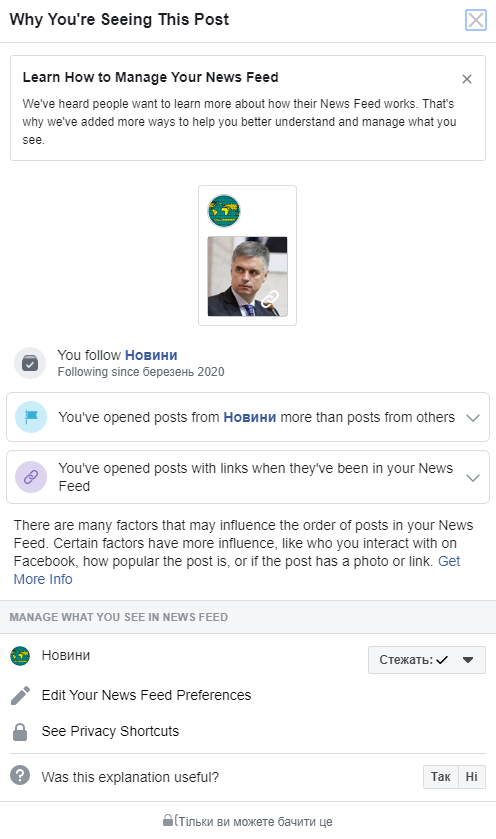 Why You're Seeing This Post
Learn How to Manage Your News Feed
We've heard people want to learn more about how their News Feed works. That's
why we've added more ways to help you better understand and manage what you
see.
You follow Новини
Following since березень 2020
You've opened posts from Новини more than posts from others
You've opened posts with links when they've been in your News
Feed
There are many factors that may influence the order of posts in your News
Feed. Certain factors have more influence, like who you interact with on
Facebook, how popular the post is, or if the post has a photo or link. Get
More Info
MANAGE WHAT YOU SEE IN NEWS FEED
Новини
Стежать:
Edit Your News Feed Preferences
See Privacy Shortcuts
Was this explanation useful?
Так Ні
(Тільки ви можете бачити це